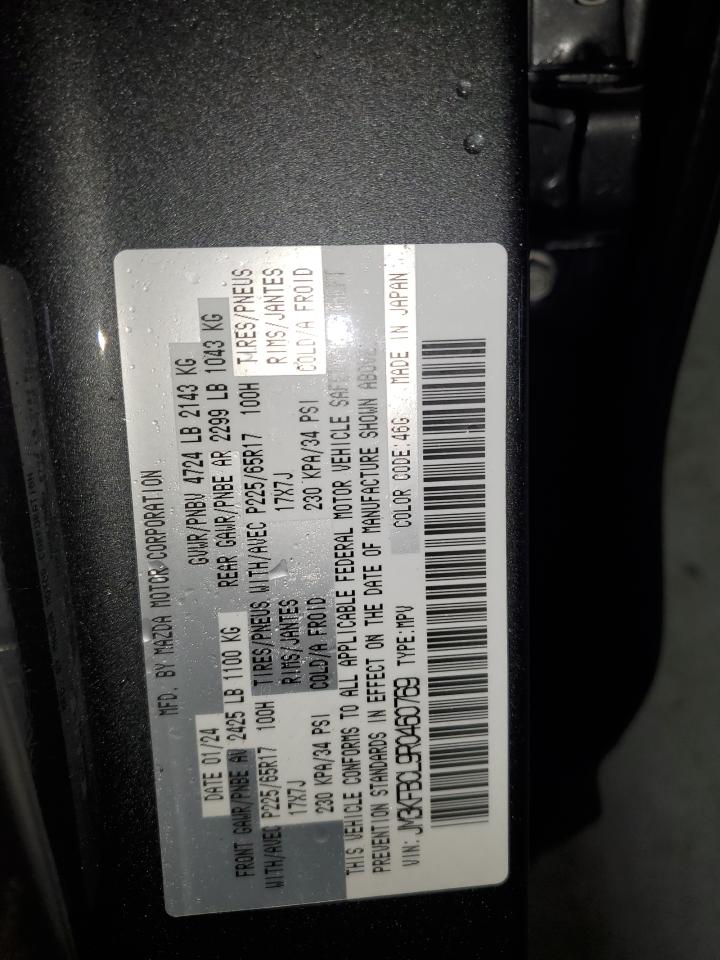 MFD. BY MAZDA MOTOR CORPORATION
DATE 01/24 GVWR/PNBV 4724 LB 2143 KG
FRONT GAWR/PNBE AV 2425 LB 1100 KG REAR GAWR/PNBE AR 2299 LB 1043 KG
WITH/AVEC P225/65R17 100H TIRES/PNEUS WITH/AVEC P225/65R17 100H TIRES/PNEUS
17X7J RIMS/JANTES 17X7J RIMS/JANTES
230 KPA/34 PSI COLD/A FROID 230 KPA/34 PSI COLD/A FROID
THIS VEHICLE CONFORMS TO ALL APPLICABLE FEDERAL MOTOR VEHICLE
PREVENTION STANDARDS IN EFFECT ON THE DATE OF MANUFACTURE SHOWN ABOVE.
VIN: JM3KFBCL9R0460769 TYPE:MPV COLOR CODE:46G MADE IN JAPAN